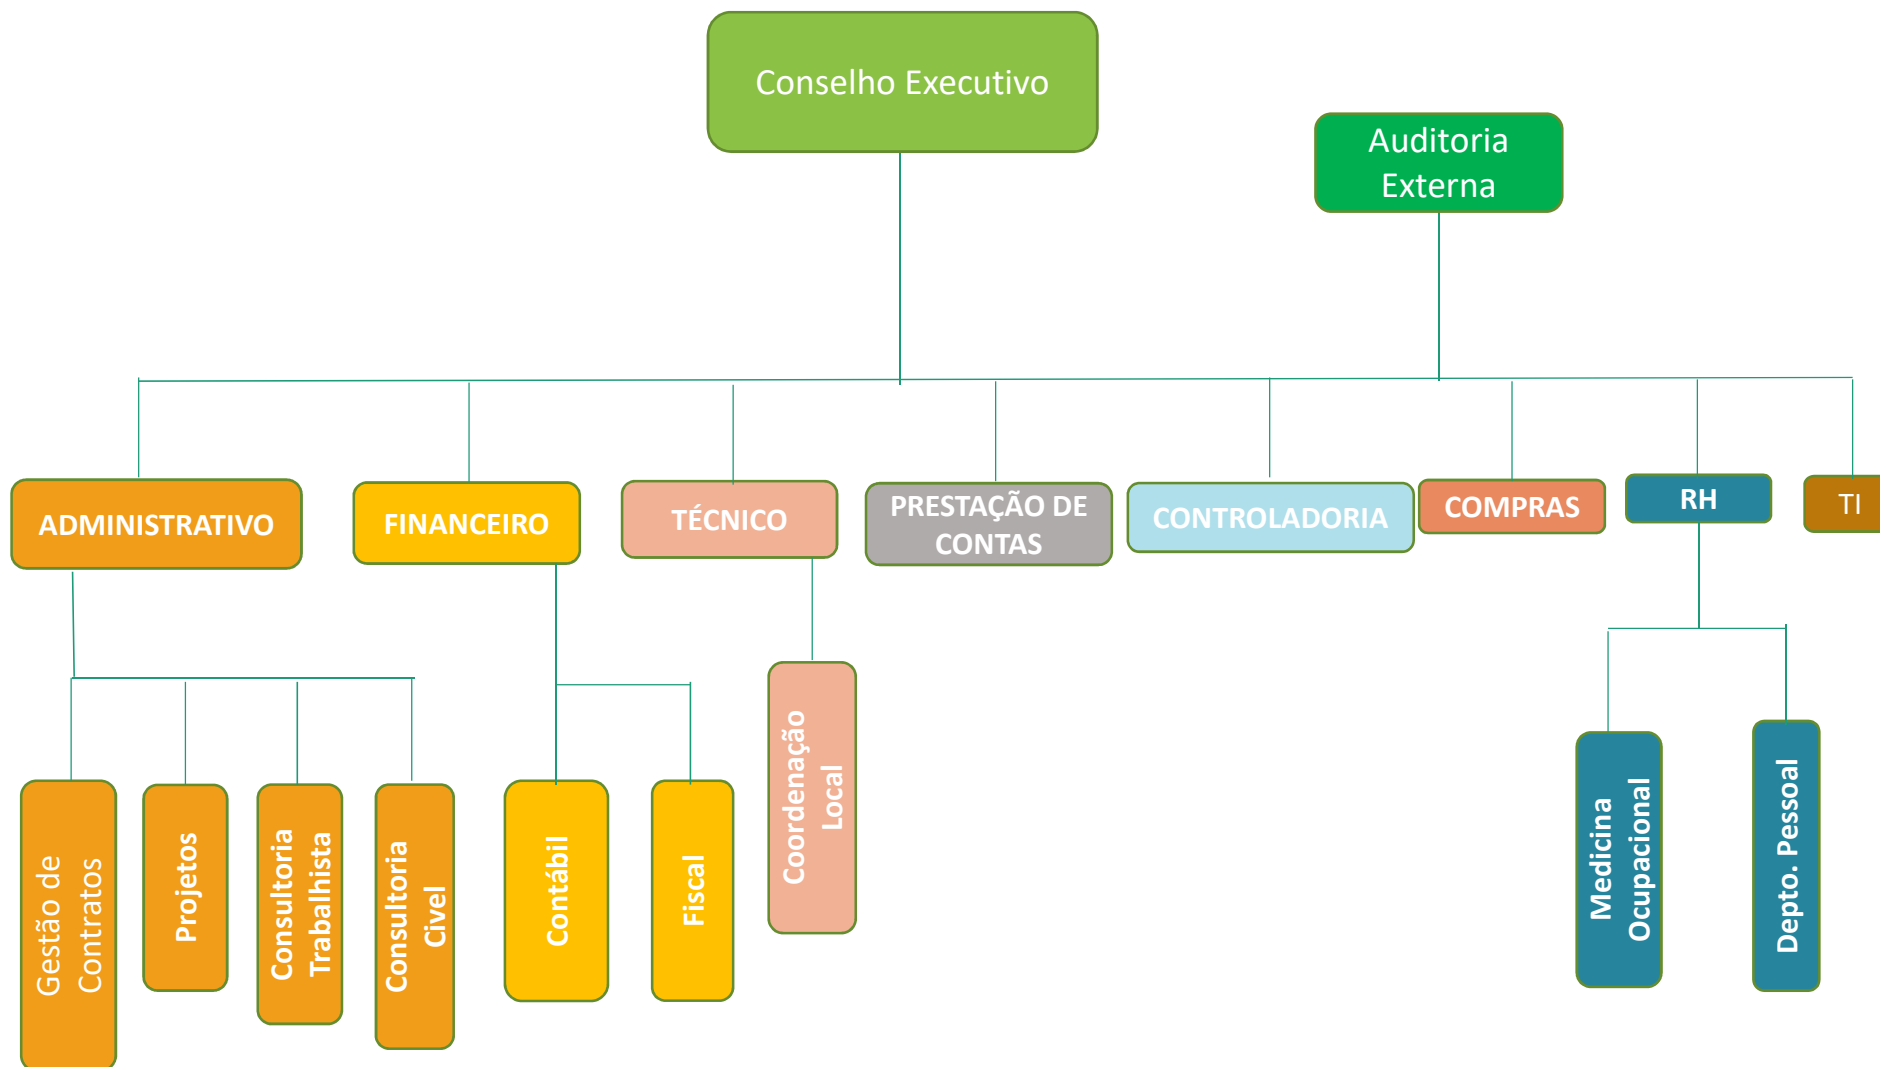 Conselho Executivo
Auditoria
Externa
ADMINISTRATIVO
FINANCEIRO
TÉCNICO
PRESTAÇÃO DE
CONTAS
CONTROLADORIA
COMPRAS
RH
TI
Gestão de
Contratos
Projetos
Consultoria
Trabalhista
Consultoria
Civel
Contábil
Fiscal
Coordenação
Local
Medicina
Ocupacional
Depto. Pessoal